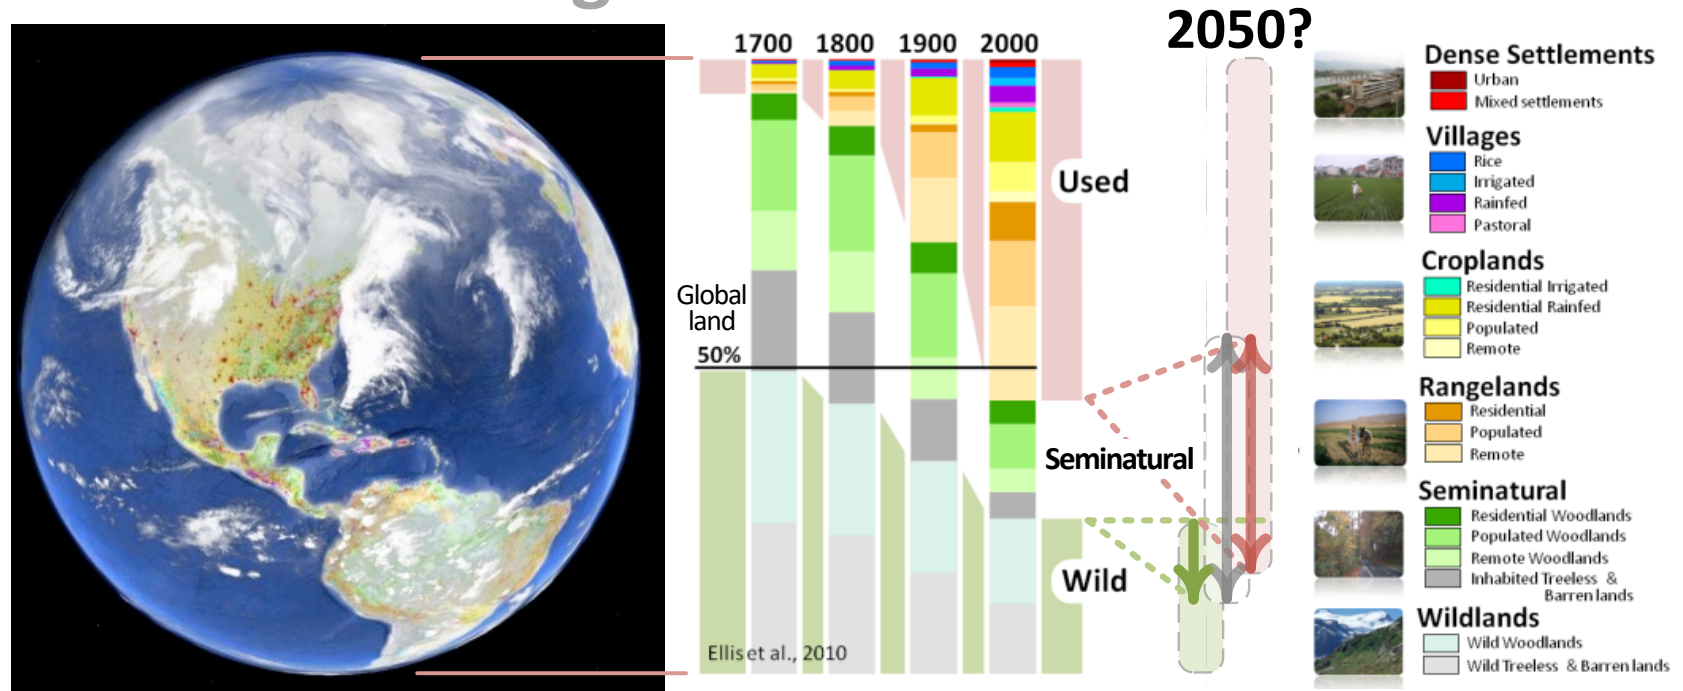 g
2050?
1700 1800 1900 2000
Used
Global
land
50%
Seminatural
Wild
Ellis et al., 2010
Dense Settlements
Urban
Mixed settlements
Villages
Rice
Irrigated
Rainfed
Pastoral
Croplands
Residential Irrigated
Residential Rainfed
Populated
Remote
Rangelands
Residential
Populated
Remote
Seminatural
Residential Woodlands
Populated Woodlands
Remote Woodlands
Inhabited Treeless &
Barren lands
Wildlands
Wild Woodlands
Wild Treeless & Barren lands